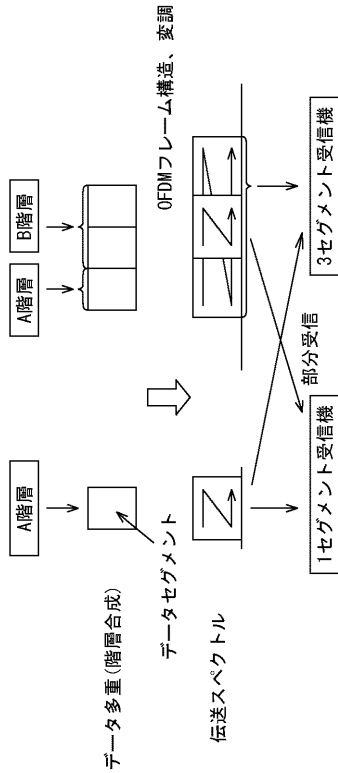 A階層
A階層
B階層
データ多重(階層合成)
データセグメント
伝送スペクトル
OFDMフレーム構造、変調
部分受信
1セグメント受信機
3セグメント受信機